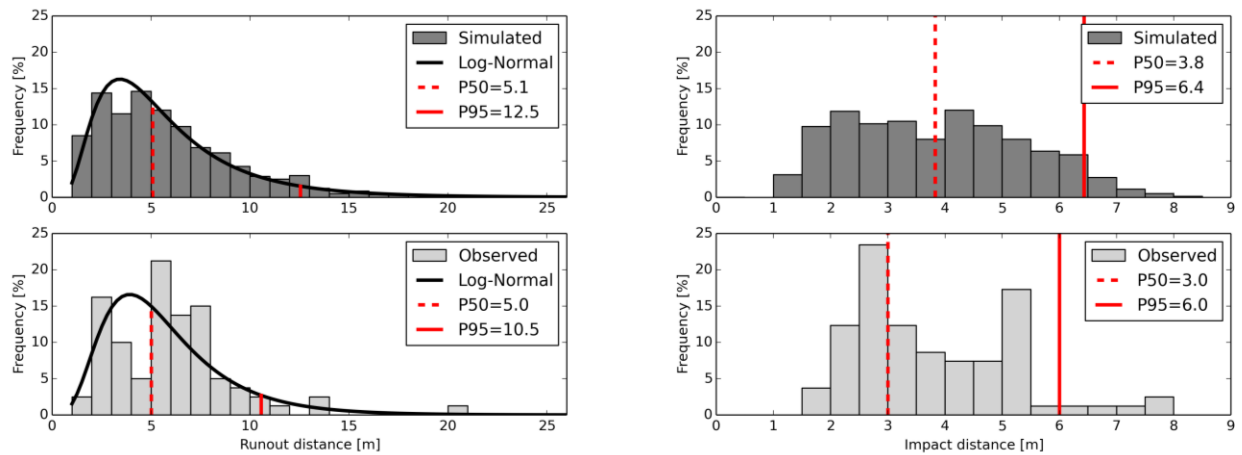 25
20
15
10
5
0
Frequency [%]
Simulated
Log-Normal
P50=5.1
P95=12.5
0 5 10 15 20 25
25
20
15
10
5
0
Frequency [%]
Simulated
P50=3.8
P95=6.4
0 1 2 3 4 5 6 7 8 9
25
20
15
10
5
0
Frequency [%]
Observed
Log-Normal
P50=5.0
P95=10.5
0 5 10 15 20 25
Runout distance [m]
25
20
15
10
5
0
Frequency [%]
Observed
P50=3.0
P95=6.0
0 1 2 3 4 5 6 7 8 9
Impact distance [m]